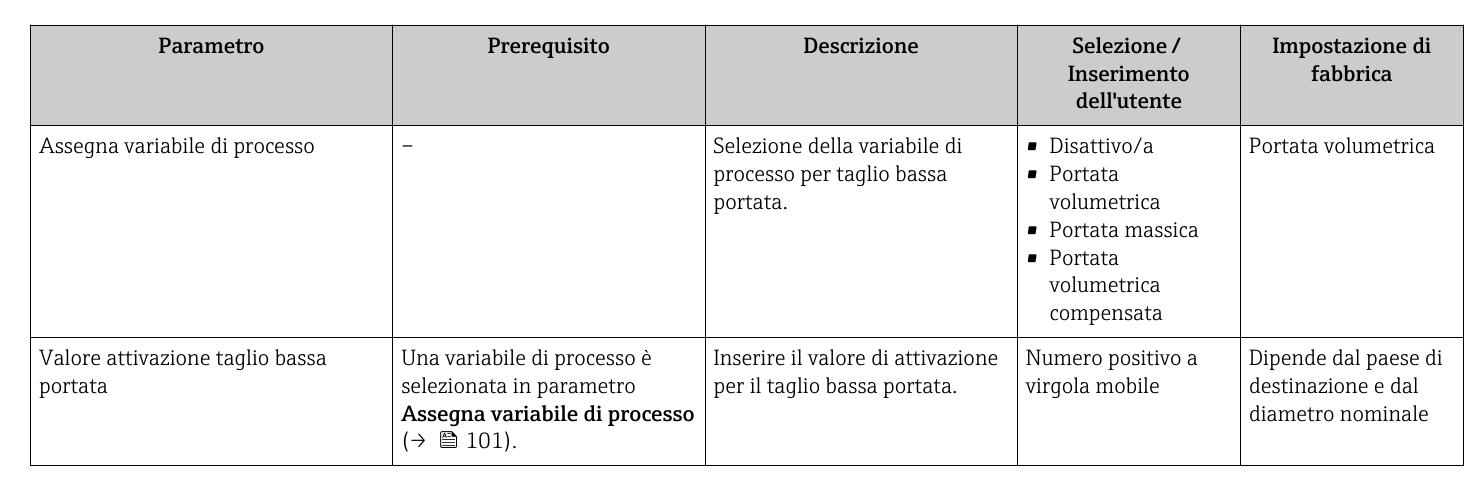 Parametro
Prerequisito
Descrizione
Selezione /
Inserimento
dell'utente
Impostazione di
fabbrica
Assegna variabile di processo
–
Selezione della variabile di
processo per taglio bassa
portata.
▪ Disattivo/a
▪ Portata
volumetrica
▪ Portata massica
▪ Portata
volumetrica
compensata
Portata volumetrica
Valore attivazione taglio bassa
portata
Una variabile di processo è
selezionata in parametro
Assegna variabile di processo
(→ 101).
Inserire il valore di attivazione
per il taglio bassa portata.
Numero positivo a
virgola mobile
Dipende dal paese di
destinazione e dal
diametro nominale